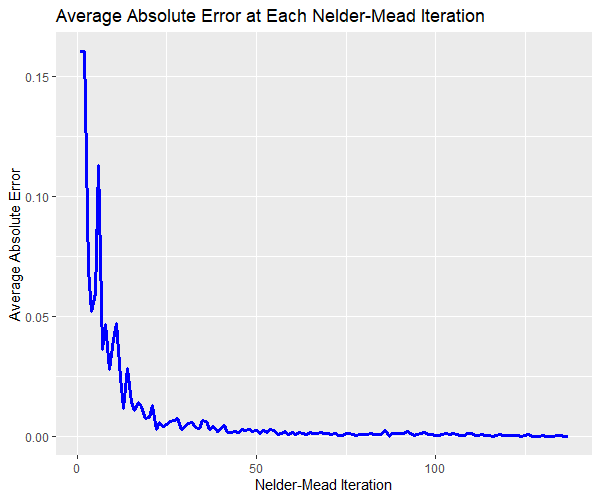 Average Absolute Error at Each Nelder-Mead Iteration
0.15
0.10
0.05
0.00
Average Absolute Error
0 50 100
Nelder-Mead Iteration